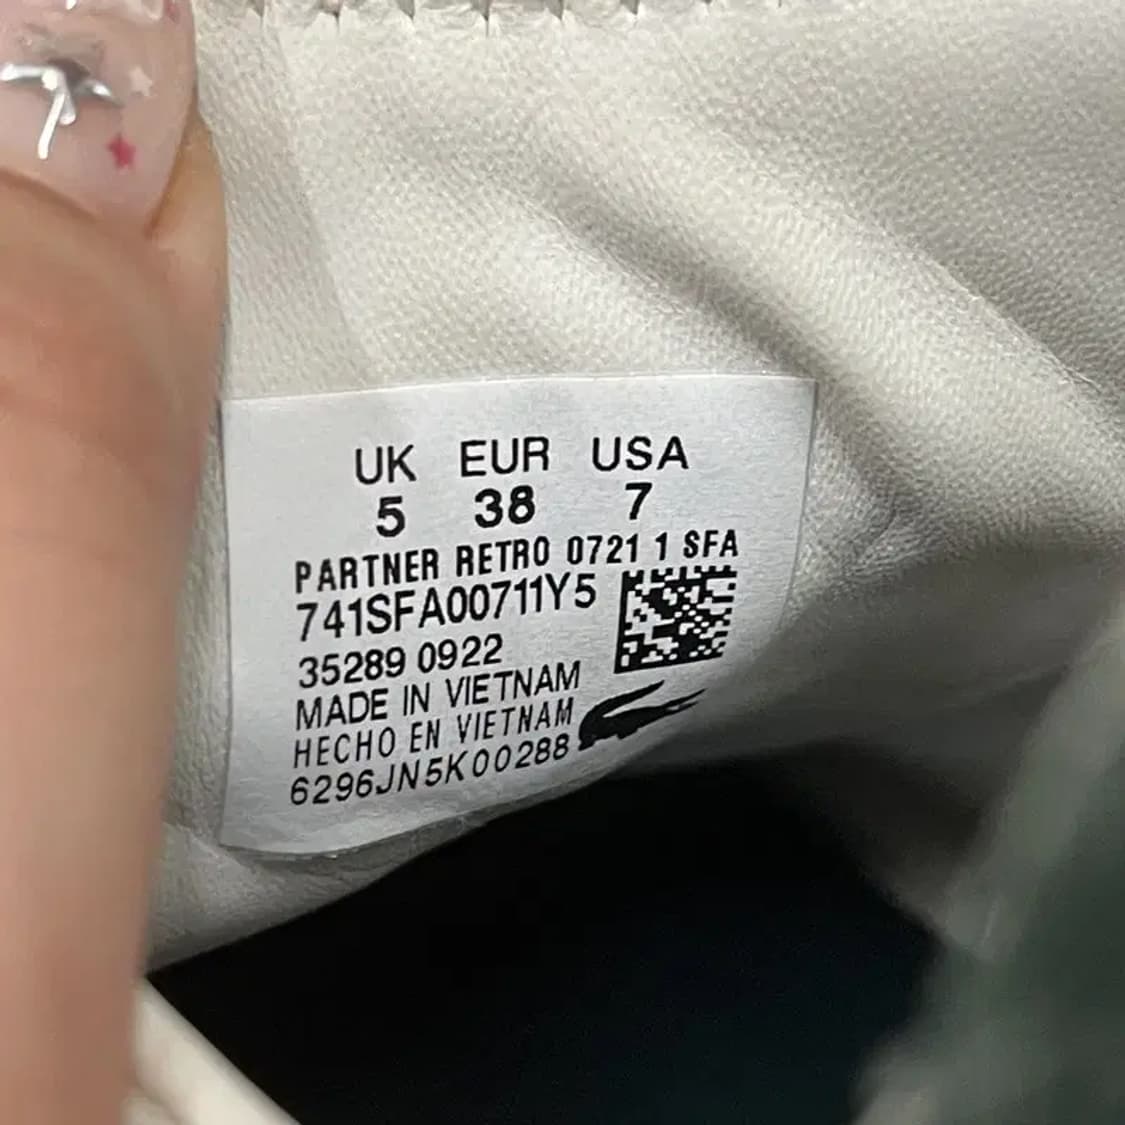 UK EUR USA
5 38 7
PARTNER RETRO 0721 1 SFA
741SFA00711Y5
35289 0922
MADE IN VIETNAM
HECHO EN VIETNAM
6296JN5K00288